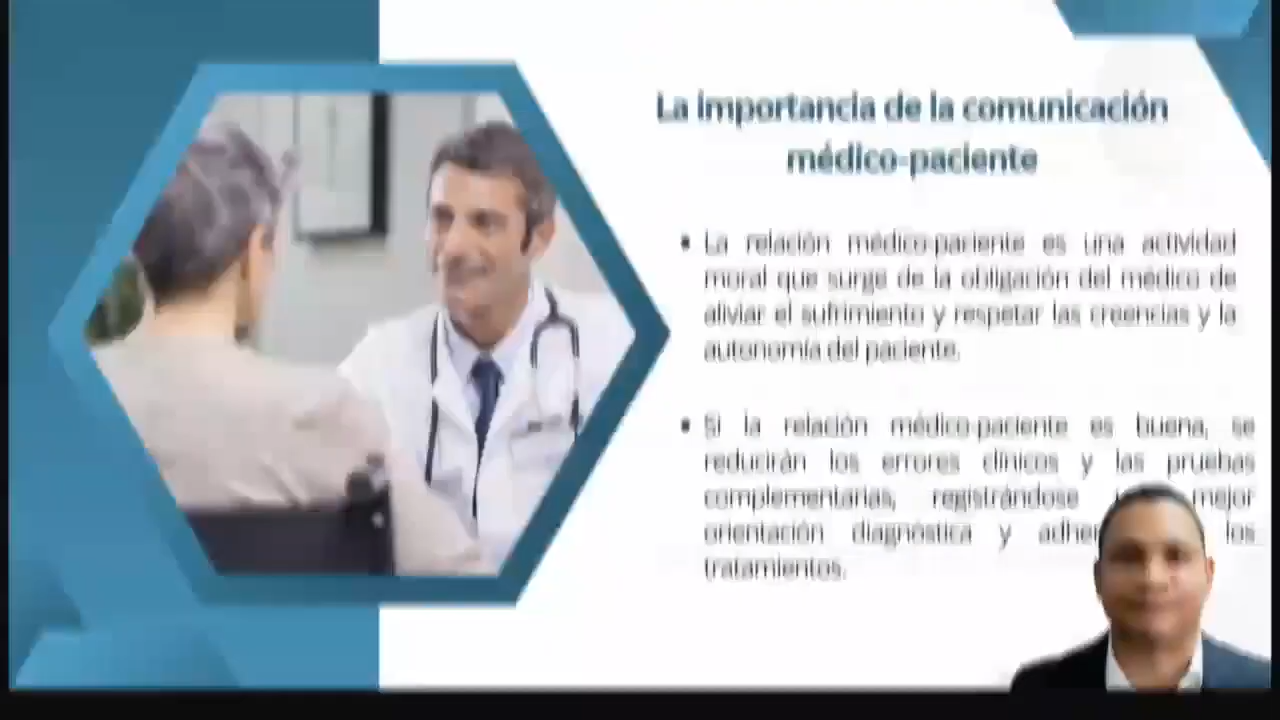 La importancia de la comunicación
médico-paciente
• La relación médico-paciente es una actividad
moral que surge de la obligación del médico de
aliviar el sufrimiento y respetar las creencias y la
autonomía del paciente.
• Si la relación médico-paciente es buena, se
reducirán los errores clínicos y las pruebas
complementarias, registrándose mejor
orientación diagnóstica y los
tratamientos.